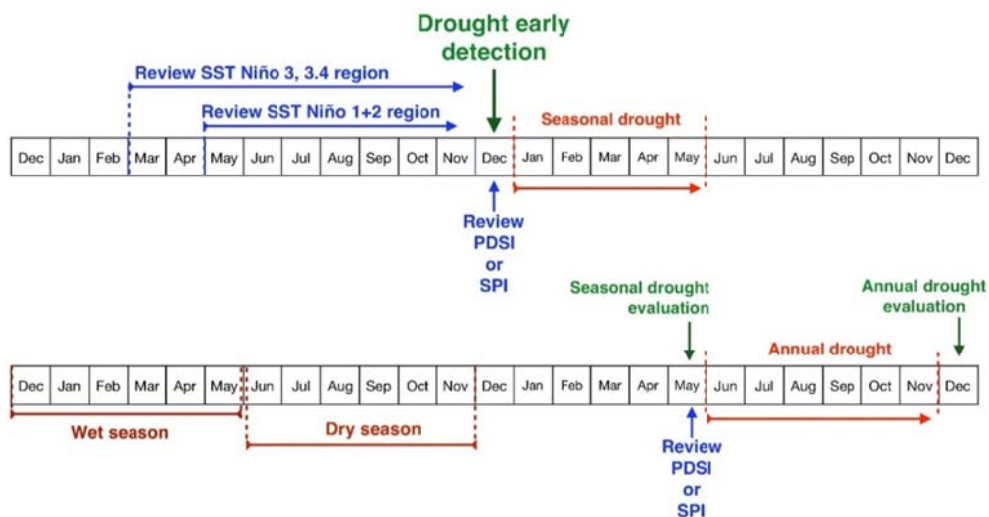 Drought early
detection
Review SST Niño 3, 3.4 region
Review SST Niño 1+2 region
Seasonal drought
Dec Jan Feb Mar Apr May Jun Jul Aug Sep Oct Nov Dec Jan Feb Mar Apr May Jun Jul Aug Sep Oct Nov Dec
Review
PDSI
or
SPI
Seasonal drought
evaluation
Annual drought
evaluation
Annual drought
Dec Jan Feb Mar Apr May Jun Jul Aug Sep Oct Nov Dec Jan Feb Mar Apr May Jun Jul Aug Sep Oct Nov Dec
Wet season
Dry season
Review
PDSI
or
SPI